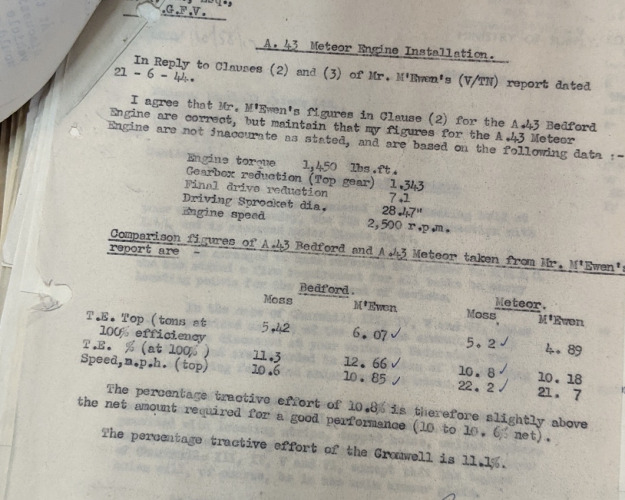 Esq.,
.G.F.V.
A. 43 Meteor Engine Installation.
In Reply to Clauses (2) and (3) of Mr. M'Ewen's (V/TN) report dated
21 - 6 - 44.
I agree that Mr. M'Ewen's figures in Clause (2) for the A.43 Bedford
Engine are correct, but maintain that my figures for the A.43 Meteor
Engine are not inaccurate as stated, and are based on the following data :-
Engine torque 1,450 lbs.ft.
Gearbox reduction (Top gear) 1.343
Final drive reduction 7.1
Driving Sprocket dia. 28.47"
Engine speed 2,500 r.p.m.
Comparison figures of A.43 Bedford and A.43 Meteor taken from Mr. M'Ewen's
report are -
Bedford. Meteor.
Moss M'Ewen Moss M'Ewen
T.E. Top (tons at
100% efficiency 5.42 6. 07 ✓ 5. 2 ✓ 4. 89
T.E. % (at 100% ) 11.3 12. 66 ✓ 10. 8 ✓ 10. 18
Speed,m.p.h. (top) 10.6 10. 85 ✓ 22. 2 ✓ 21. 7
The percentage tractive effort of 10.8% is therefore slightly above
the net amount required for a good performance (10 to 10. 6% net).
The percentage tractive effort of the Cromwell is 11.1%.